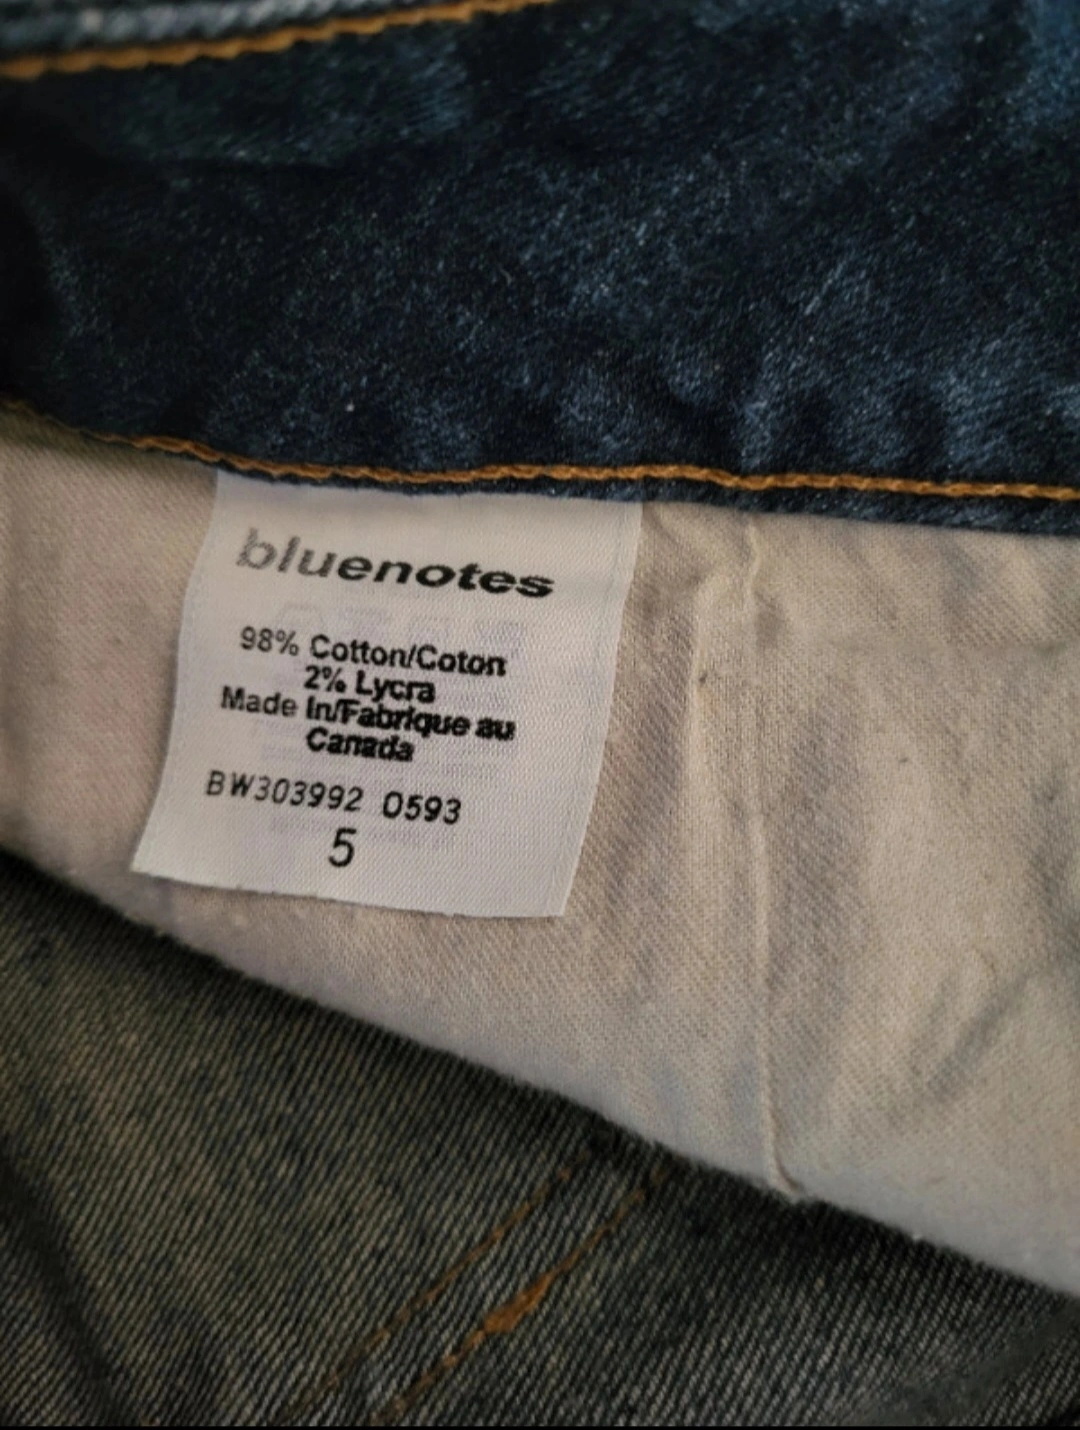 bluenotes
98% Cotton/Coton
2% Lycra
Made In/Fabrique au
Canada
BW303992 0593
5